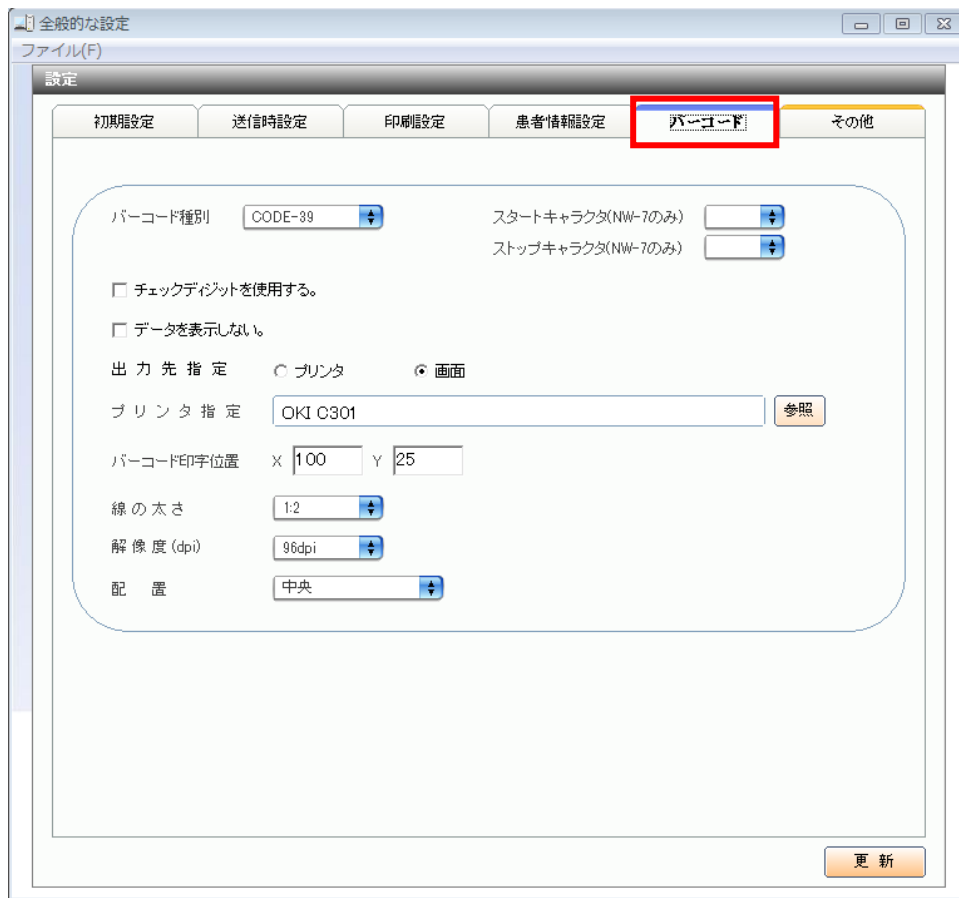 全般的な設定
ファイル(F)
設定
初期設定 送信時設定 印刷設定 患者情報設定 バーコード その他
バーコード種別 CODE-39 スタートキャラクタ(NW-7のみ)
ストップキャラクタ(NW-7のみ)
チェックディジットを使用する。
データを表示しない。
出力先指定 プリンタ 画面
プリンタ指定 OKI C301 参照
バーコード印字位置 X 100 Y 25
線の太さ 1:2
解像度(dpi) 96dpi
配置 中央
更新